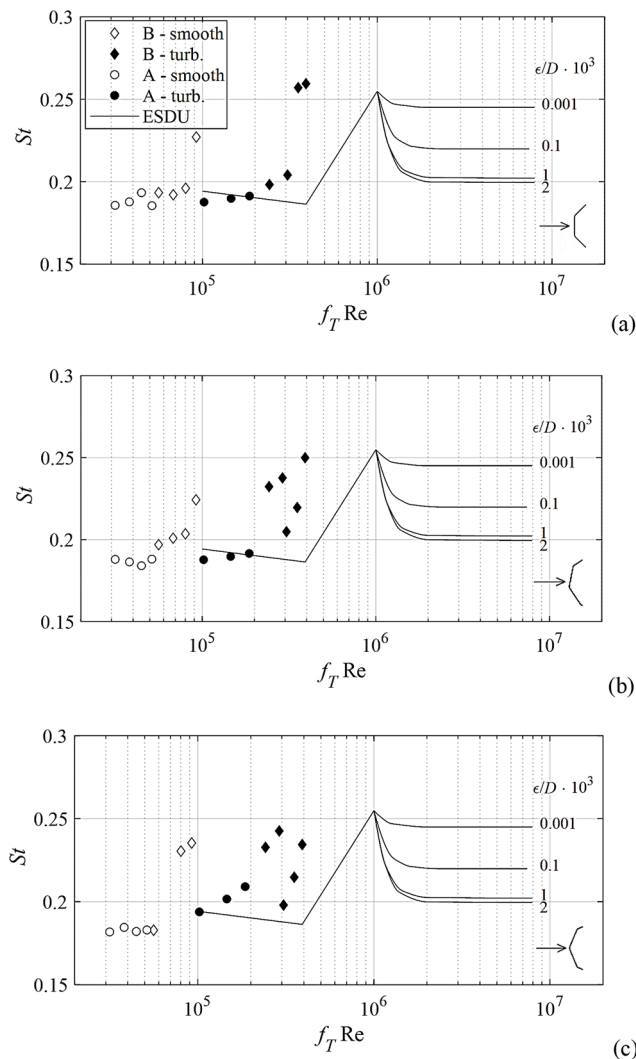 0.3
B - smooth
B - turb.
A - smooth
A - turb.
ESDU
0.25
0.2
0.15
St
ϵ/D · 10³
0.001
0.1
1
2
10⁵ 10⁶ 10⁷
f_T Re
(a)
0.3
0.25
0.2
0.15
St
ϵ/D · 10³
0.001
0.1
1
2
10⁵ 10⁶ 10⁷
f_T Re
(b)
0.3
0.25
0.2
0.15
St
ϵ/D · 10³
0.001
0.1
1
2
10⁵ 10⁶ 10⁷
f_T Re
(c)